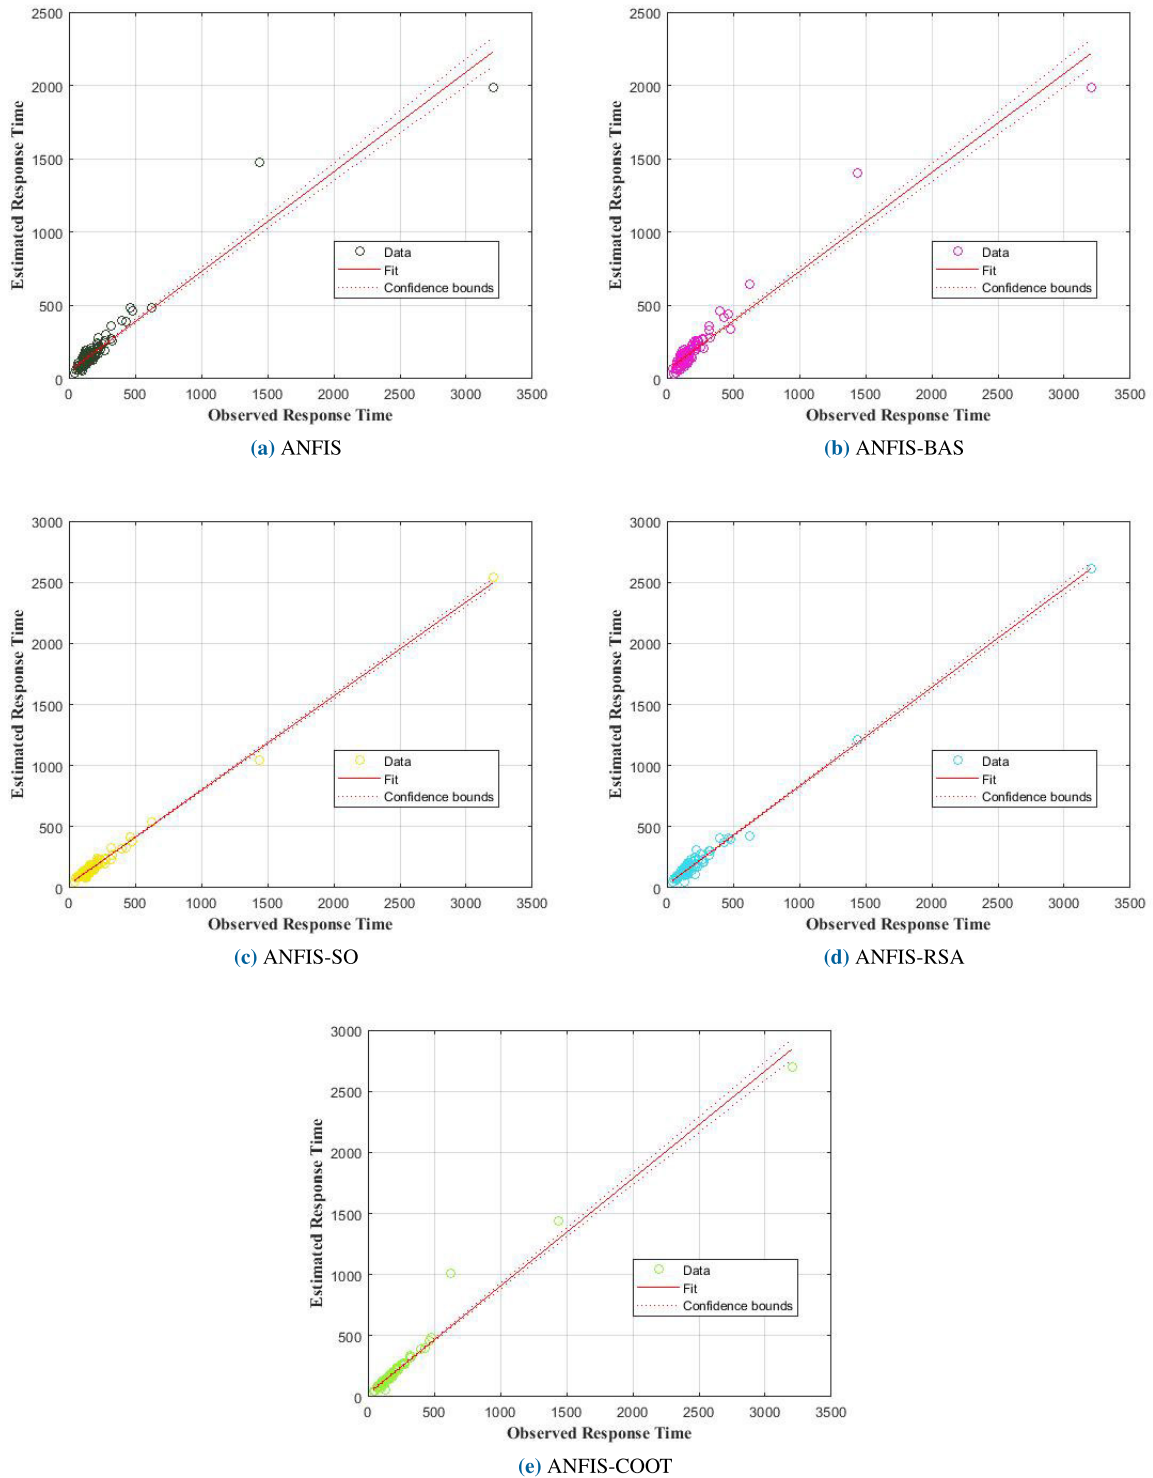 2500
2000
1500
1000
500
0
Estimated Response Time
Data
Fit
Confidence bounds
0 500 1000 1500 2000 2500 3000 3500
Observed Response Time
(a) ANFIS
2500
2000
1500
1000
500
0
Estimated Response Time
Data
Fit
Confidence bounds
0 500 1000 1500 2000 2500 3000 3500
Observed Response Time
(b) ANFIS-BAS
3000
2500
2000
1500
1000
500
0
Estimated Response Time
Data
Fit
Confidence bounds
0 500 1000 1500 2000 2500 3000 3500
Observed Response Time
(c) ANFIS-SO
3000
2500
2000
1500
1000
500
0
Estimated Response Time
Data
Fit
Confidence bounds
0 500 1000 1500 2000 2500 3000 3500
Observed Response Time
(d) ANFIS-RSA
3000
2500
2000
1500
1000
500
0
Estimated Response Time
Data
Fit
Confidence bounds
0 500 1000 1500 2000 2500 3000 3500
Observed Response Time
(e) ANFIS-COOT